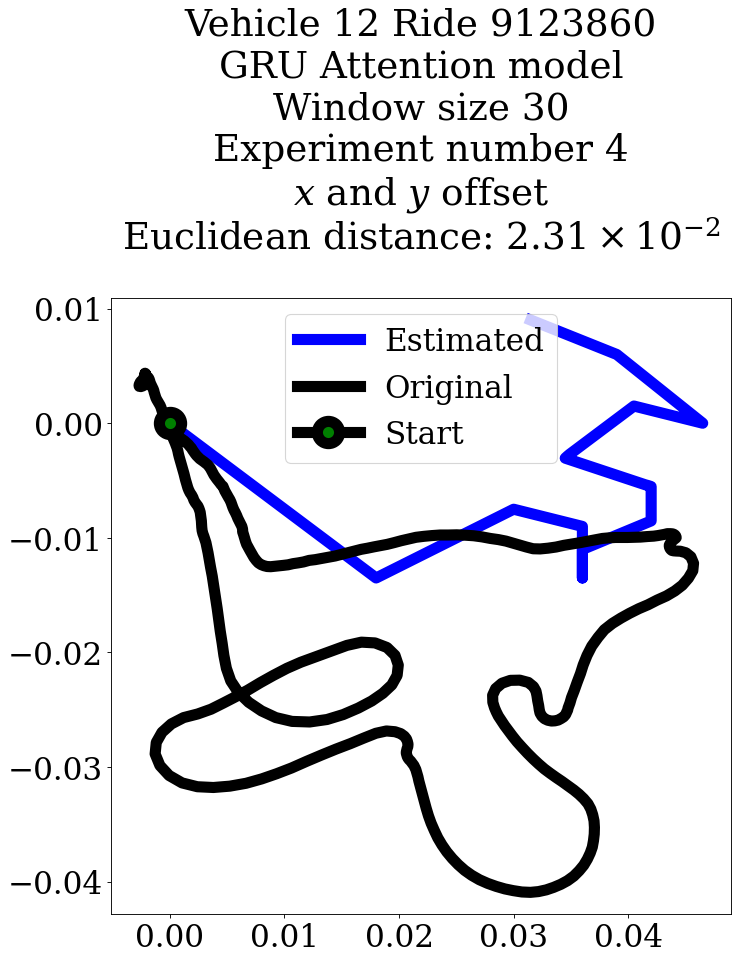 Vehicle 12 Ride 9123860
GRU Attention model
Window size 30
Experiment number 4
x and y offset
Euclidean distance: 2.31 × 10⁻²
0.01
0.00
−0.01
−0.02
−0.03
−0.04
Estimated
Original
Start
0.00 0.01 0.02 0.03 0.04